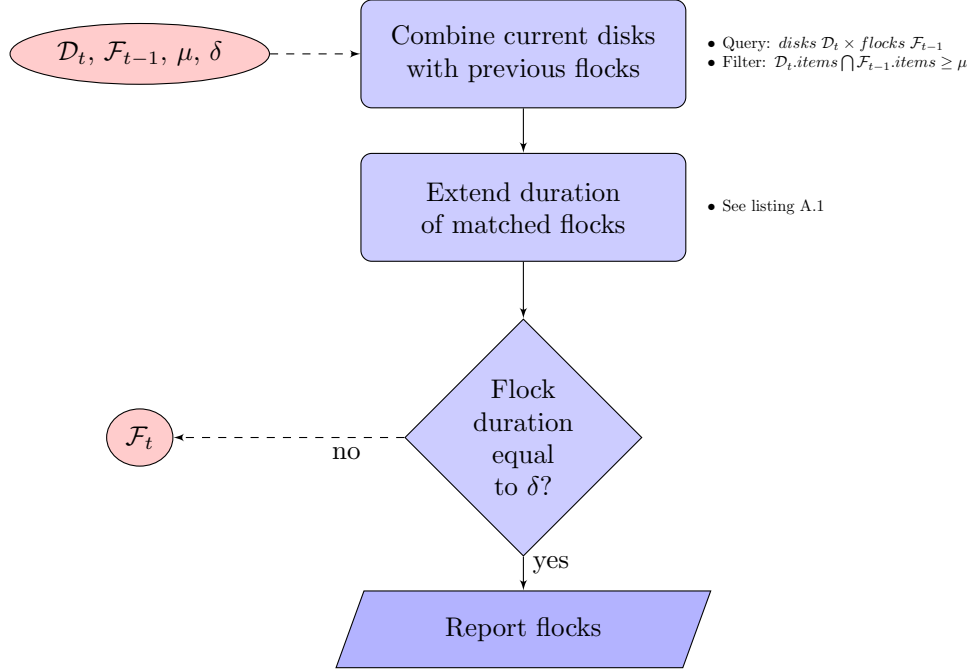 𝒟ₜ, ℱₜ₋₁, μ, δ
Combine current disks
with previous flocks
• Query: disks 𝒟ₜ × flocks ℱₜ₋₁
• Filter: 𝒟ₜ.items ⋂ ℱₜ₋₁.items ≥ μ
Extend duration
of matched flocks
• See listing A.1
Flock
duration
equal
to δ?
ℱₜ
no
yes
Report flocks